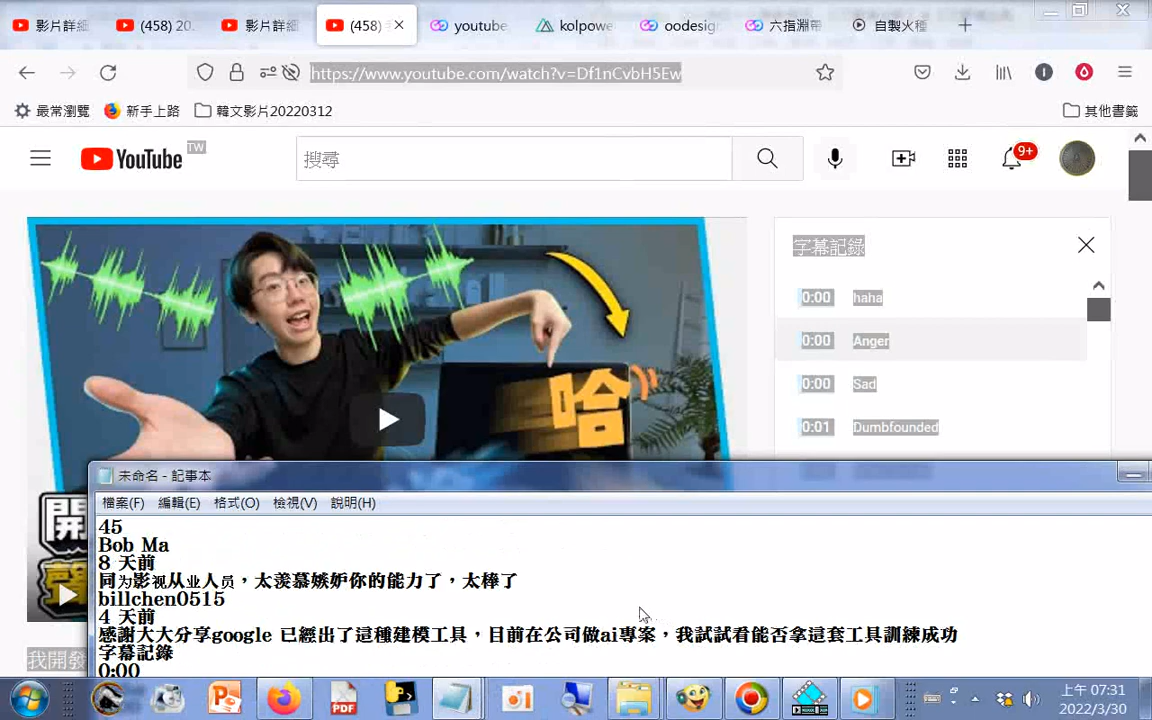 影片詳細
(458) 20.
影片詳細
(458)
youtube.
kolpowe
oodesig
六指淵帶
自製火種
https://www.youtube.com/watch?v=Df1nCvbH5Ew
最常瀏覽
新手上路
韓文影片20220312
其他書籤
YouTube TW
搜尋
9+
字幕記錄
0:00 haha
0:00 Anger
0:00 Sad
0:01 Dumbfounded
哈
開
聲
我開發
未命名 - 記事本
檔案(F) 編輯(E) 格式(O) 檢視(V) 說明(H)
45
Bob Ma
8 天前
同为影视从业人员，太羨慕嫉妒你的能力了，太棒了
billchen0515
4 天前
感謝大大分享google 已經出了這種建模工具，目前在公司做ai專案，我試試看能否拿這套工具訓練成功
字幕記錄
0:00
PDF
上午 07:31
2022/3/30